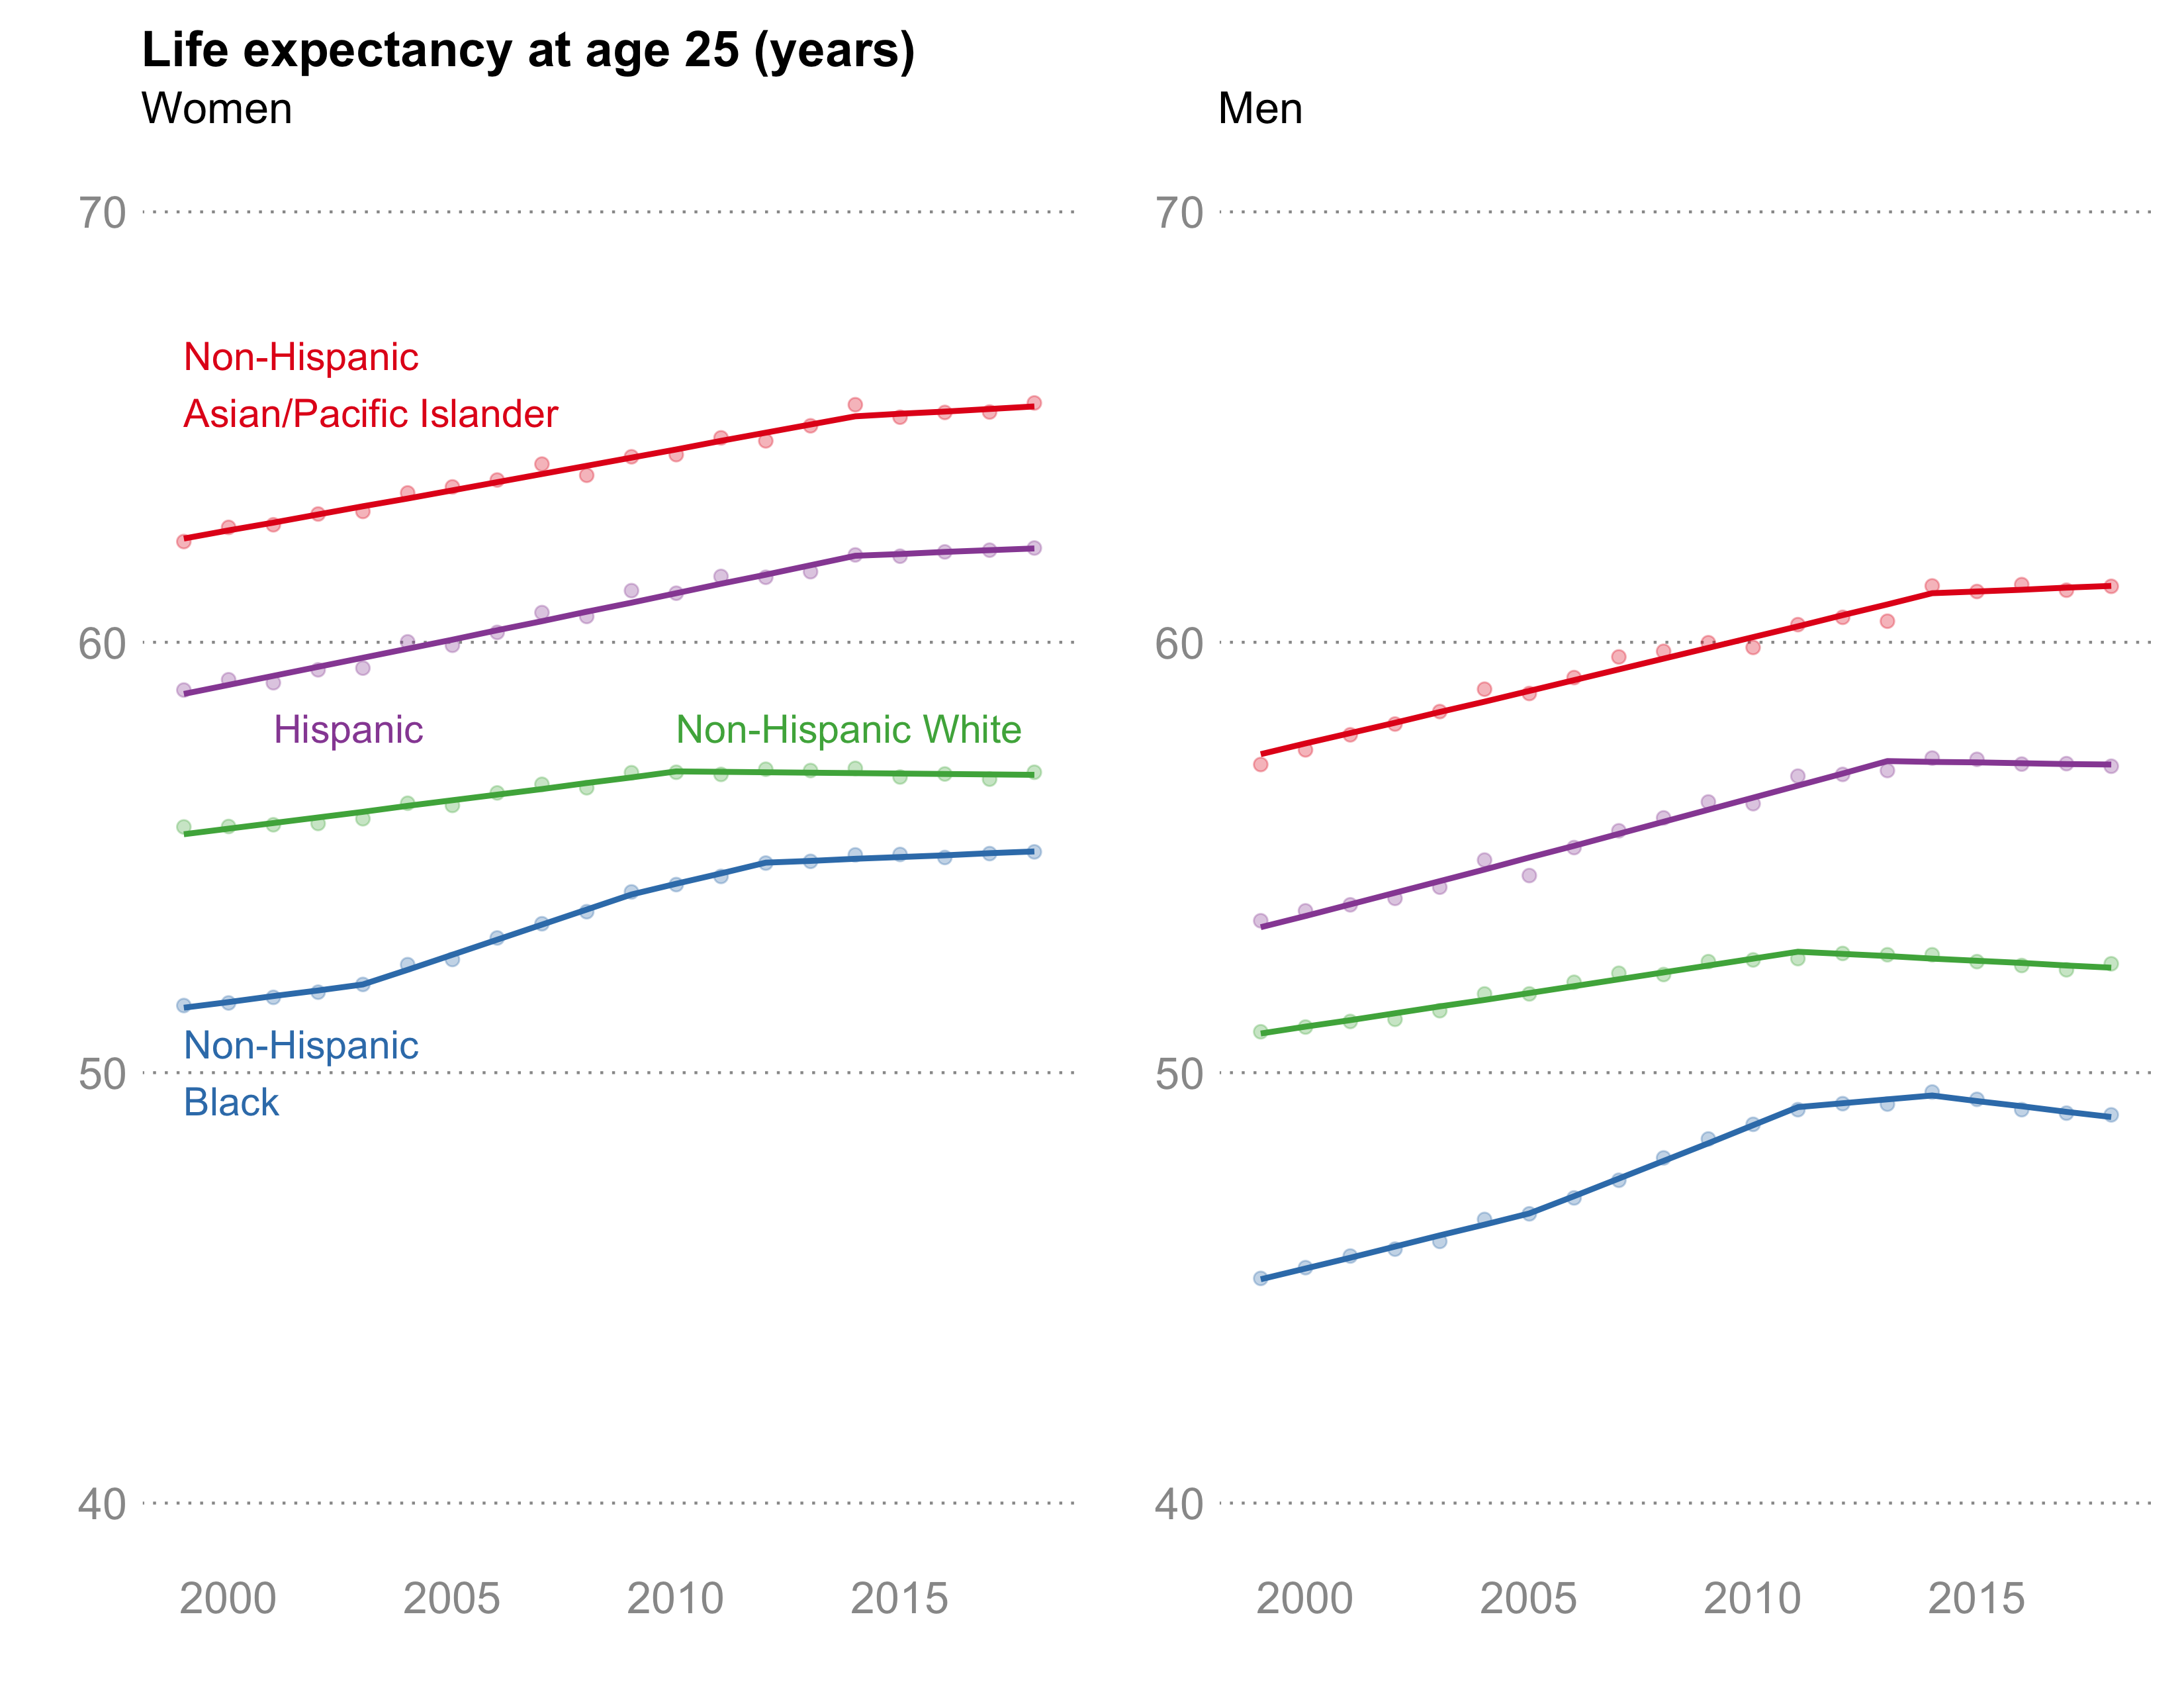 Life expectancy at age 25 (years)
Women
70
Non-Hispanic
Asian/Pacific Islander
60
Hispanic
Non-Hispanic White
50
Non-Hispanic
Black
40
2000 2005 2010 2015
Men
70
60
50
40
2000 2005 2010 2015